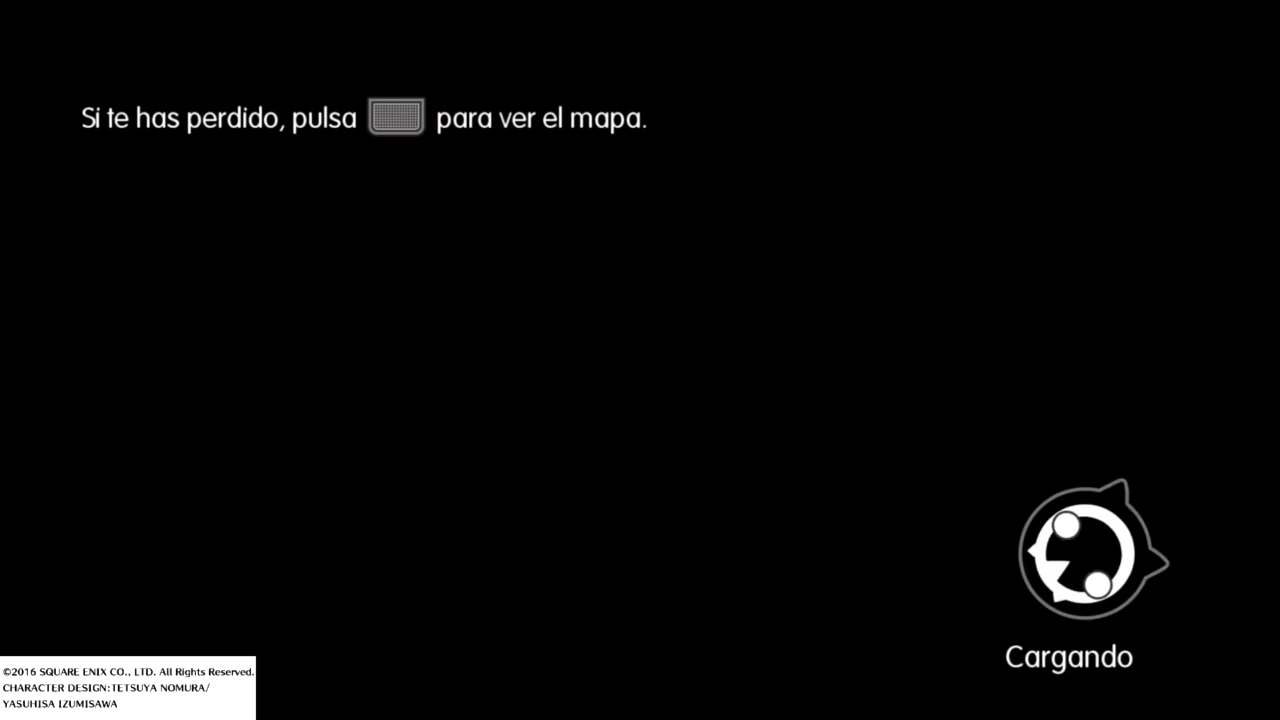 Si te has perdido, pulsa para ver el mapa.
Cargando
©2016 SQUARE ENIX CO., LTD. All Rights Reserved.
CHARACTER DESIGN:TETSUYA NOMURA/
YASUHISA IZUMISAWA